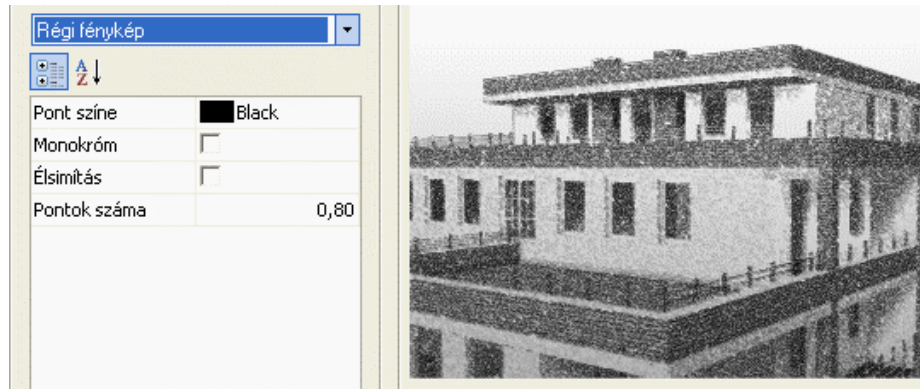 Régi fénykép
A
Z
Pont színe Black
Monokróm
Élsimítás
Pontok száma 0,80